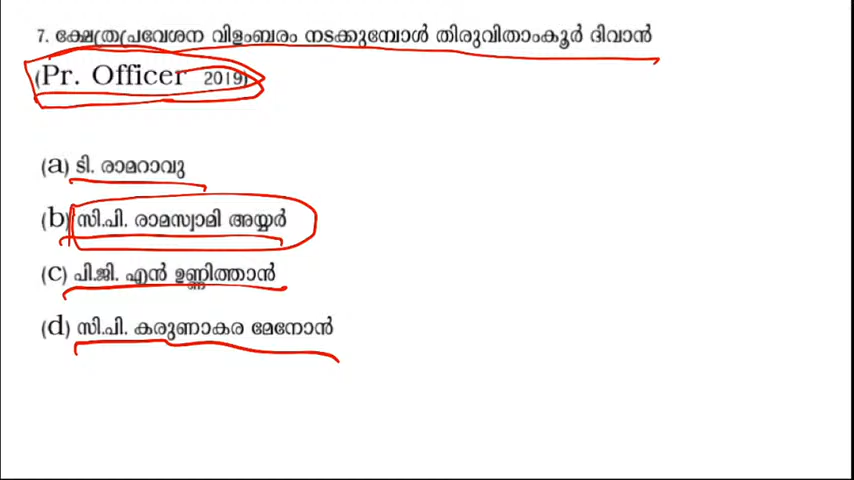 7. ക്ഷേത്രപ്രവേശന വിളംബരം നടക്കുമ്പോൾ തിരുവിതാംകൂർ ദിവാൻ
(Pr. Officer 2019)
(a) ടി. രാമറാവു
(b) സി.പി. രാമസ്വാമി അയ്യർ
(c) പി.ജി. എൻ ഉണ്ണിത്താൻ
(d) സി.പി. കരുണാകര മേനോൻ